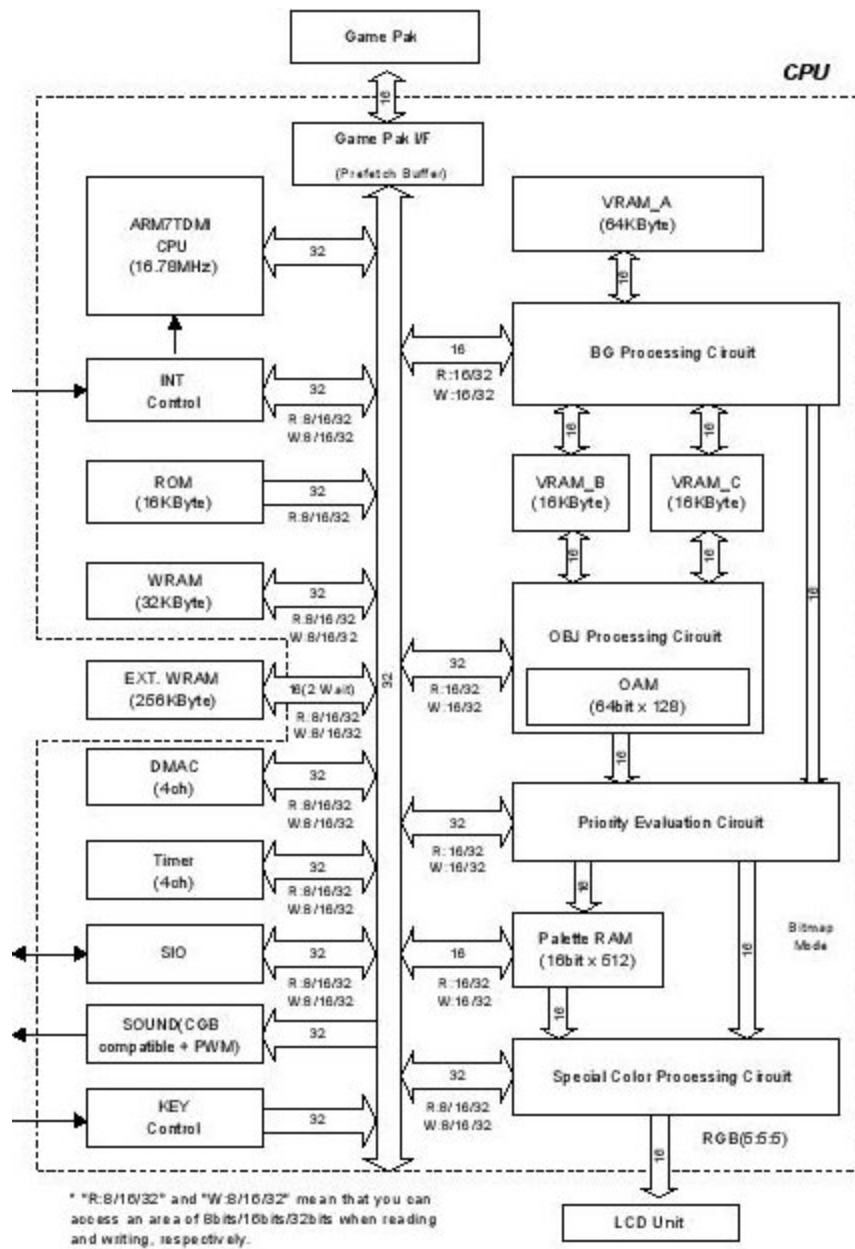 Game Pak
CPU
16
Game Pak I/F
(Prefetch Buffer)
ARM7TDMI
CPU
(16.78MHz)
32
VRAM_A
(64KByte)
16
BG Processing Circuit
16
R:16/32
W:16/32
INT
Control
32
R:8/16/32
W:8/16/32
16
16
ROM
(16KByte)
32
R:8/16/32
VRAM_B
(16KByte)
VRAM_C
(16KByte)
16
16
16
WRAM
(32KByte)
32
R:8/16/32
W:8/16/32
OBJ Processing Circuit
OAM
(64bit x 128)
32
R:16/32
W:16/32
32
EXT. WRAM
(256KByte)
16(2 Wait)
R:8/16/32
W:8/16/32
16
DMAC
(4ch)
32
R:8/16/32
W:8/16/32
Priority Evaluation Circuit
32
R:16/32
W:16/32
Timer
(4ch)
32
R:8/16/32
W:8/16/32
16
16
Bitmap
Mode
SIO
32
R:8/16/32
W:8/16/32
Palette RAM
(16bit x 512)
16
R:16/32
W:16/32
16
SOUND(CGB
compatible + PWM)
32
Special Color Processing Circuit
32
R:8/16/32
W:8/16/32
KEY
Control
32
RGB(5:5:5)
16
LCD Unit
* "R:8/16/32" and "W:8/16/32" mean that you can
access an area of 8bits/16bits/32bits when reading
and writing, respectively.